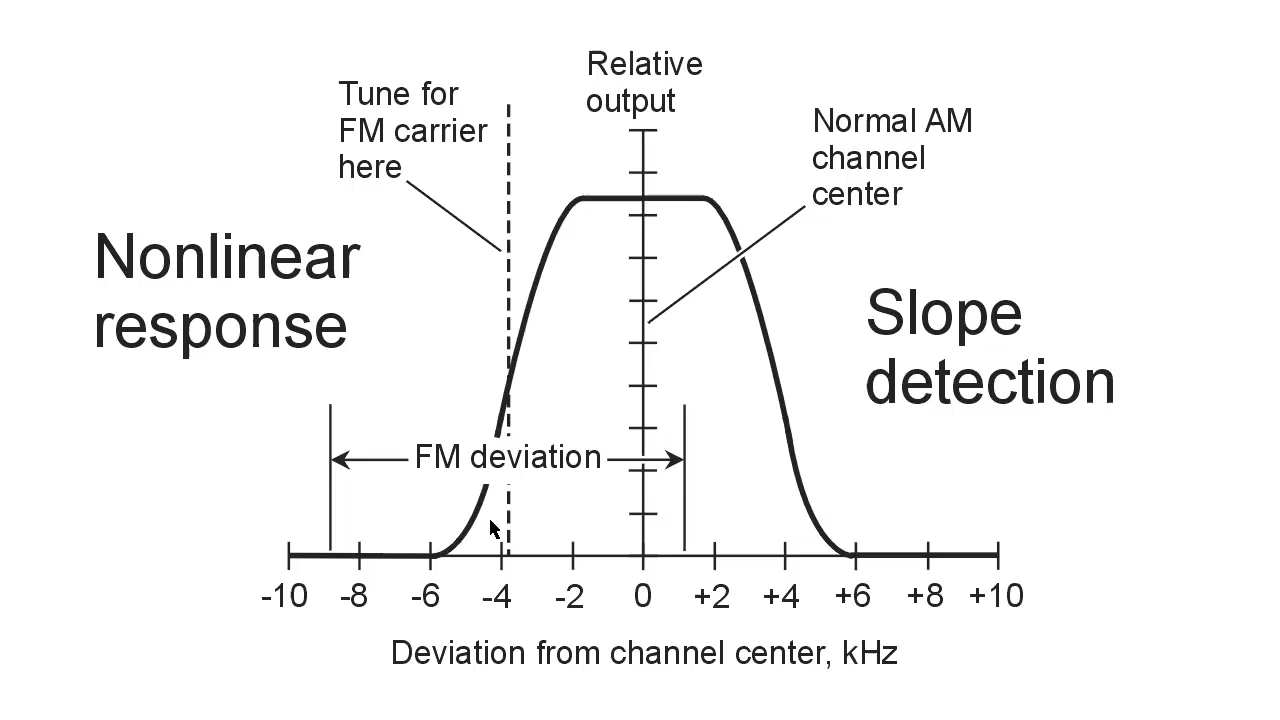 Relative
output
Tune for
FM carrier
here
Normal AM
channel
center
Nonlinear
response
Slope
detection
FM deviation
-10 -8 -6 -4 -2 0 +2 +4 +6 +8 +10
Deviation from channel center, kHz